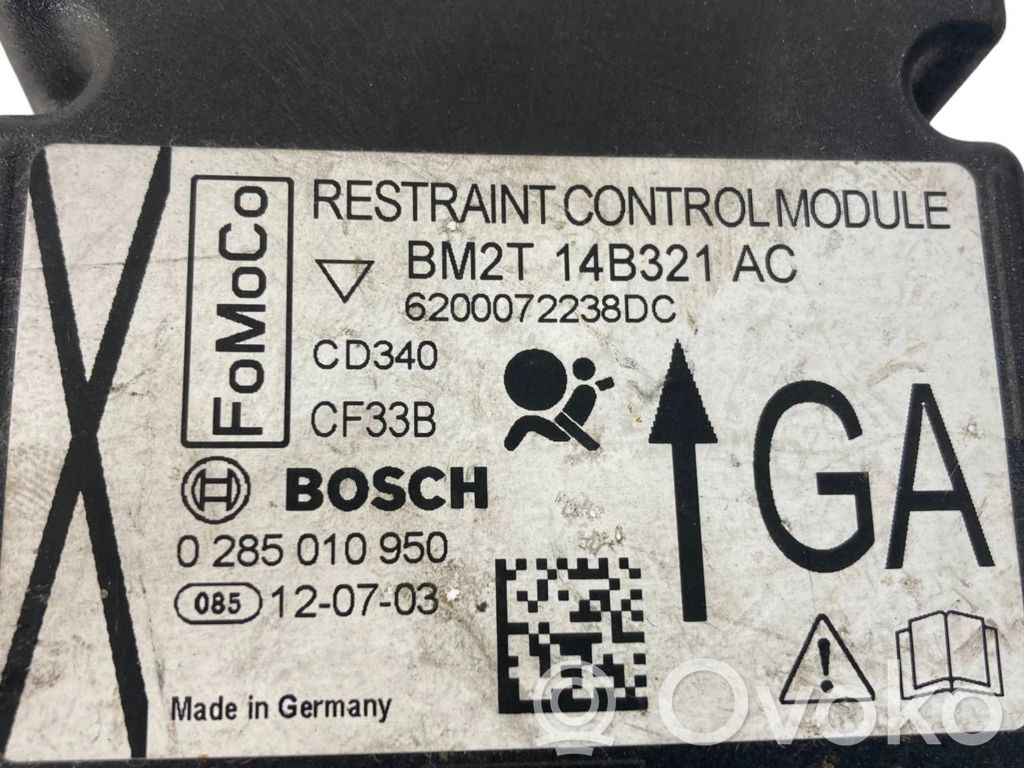 FoMoCo
RESTRAINT CONTROL MODULE
BM2T 14B321 AC
6200072238DC
CD340
CF33B
GA
BOSCH
0 285 010 950
085 12-07-03
Made in Germany
Ovoko